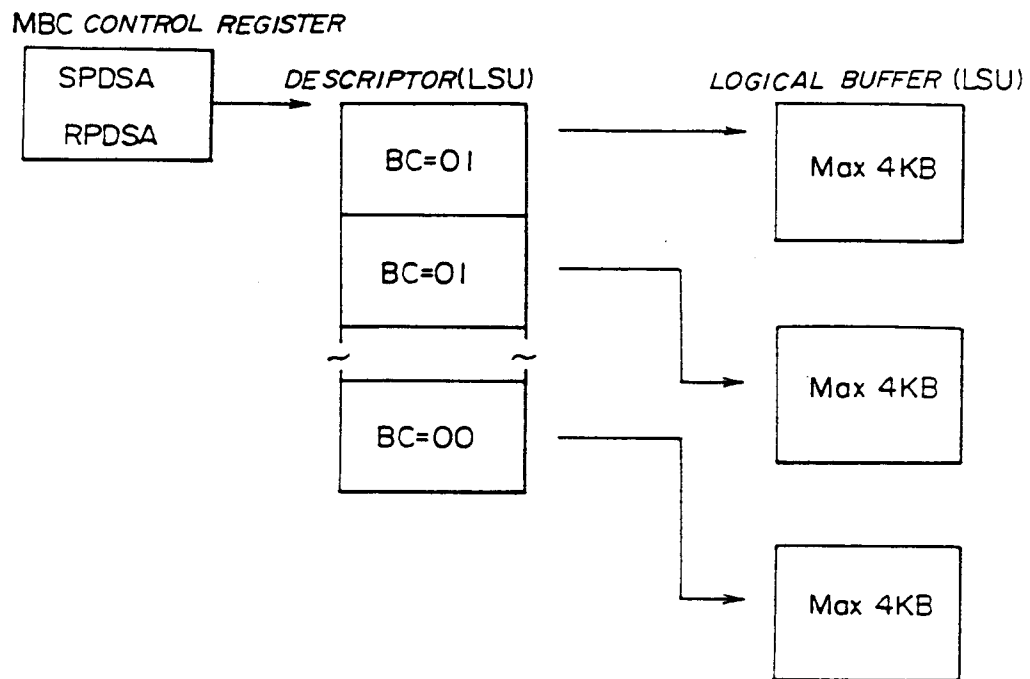 MBC CONTROL REGISTER
SPDSA
RPDSA
DESCRIPTOR(LSU)
BC=01
BC=01
BC=00
LOGICAL BUFFER (LSU)
Max 4KB
Max 4KB
Max 4KB